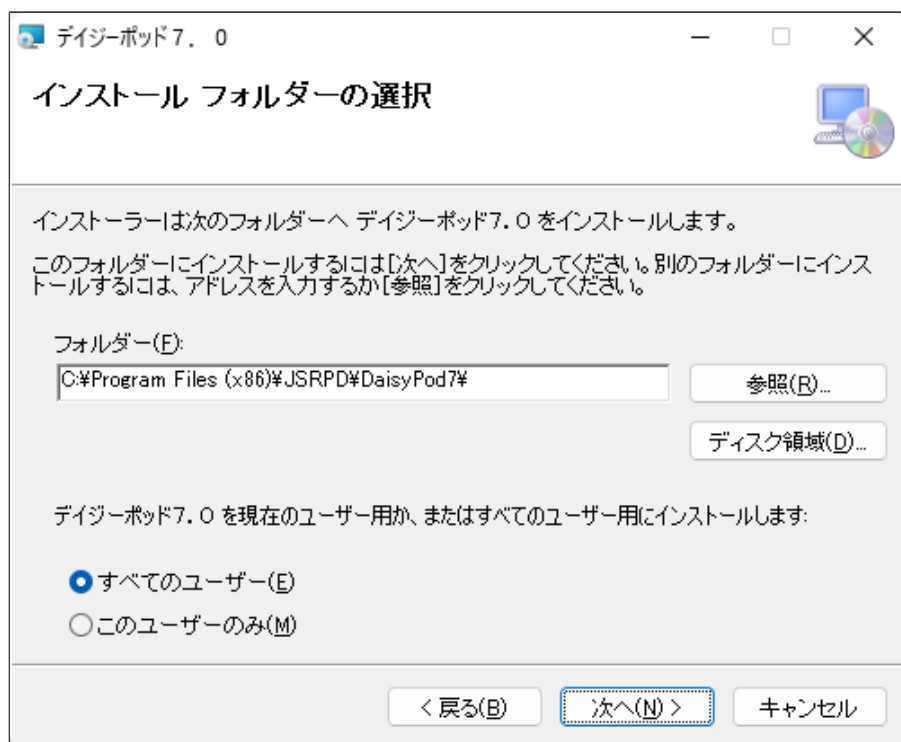 デイジーポッド7．0
インストール フォルダーの選択
インストーラーは次のフォルダーへ デイジーポッド7．0 をインストールします。
このフォルダーにインストールするには[次へ]をクリックしてください。別のフォルダーにインス
トールするには、アドレスを入力するか[参照]をクリックしてください。
フォルダー(F):
C:¥Program Files (x86)¥JSRPD¥DaisyPod7¥
参照(R)...
ディスク領域(D)...
デイジーポッド7．0 を現在のユーザー用か、またはすべてのユーザー用にインストールします:
すべてのユーザー(E)
このユーザーのみ(M)
< 戻る(B)
次へ(N) >
キャンセル